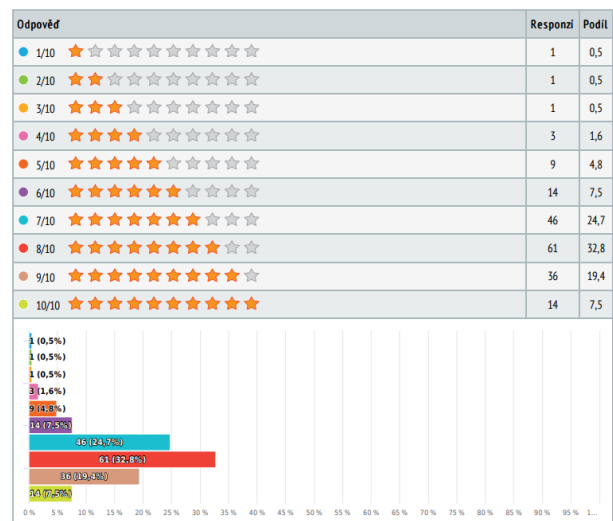 Odpověď Responzí Podíl
1/10 1 0,5
2/10 1 0,5
3/10 1 0,5
4/10 3 1,6
5/10 9 4,8
6/10 14 7,5
7/10 46 24,7
8/10 61 32,8
9/10 36 19,4
10/10 14 7,5
1 (0,5%)
1 (0,5%)
1 (0,5%)
3 (1,6%)
9 (4,8%)
14 (7,5%)
46 (24,7%)
61 (32,8%)
36 (19,4%)
14 (7,5%)
0 % 5 % 10 % 15 % 20 % 25 % 30 % 35 % 40 % 45 % 50 % 55 % 60 % 65 % 70 % 75 % 80 % 85 % 90 % 95 % 1...